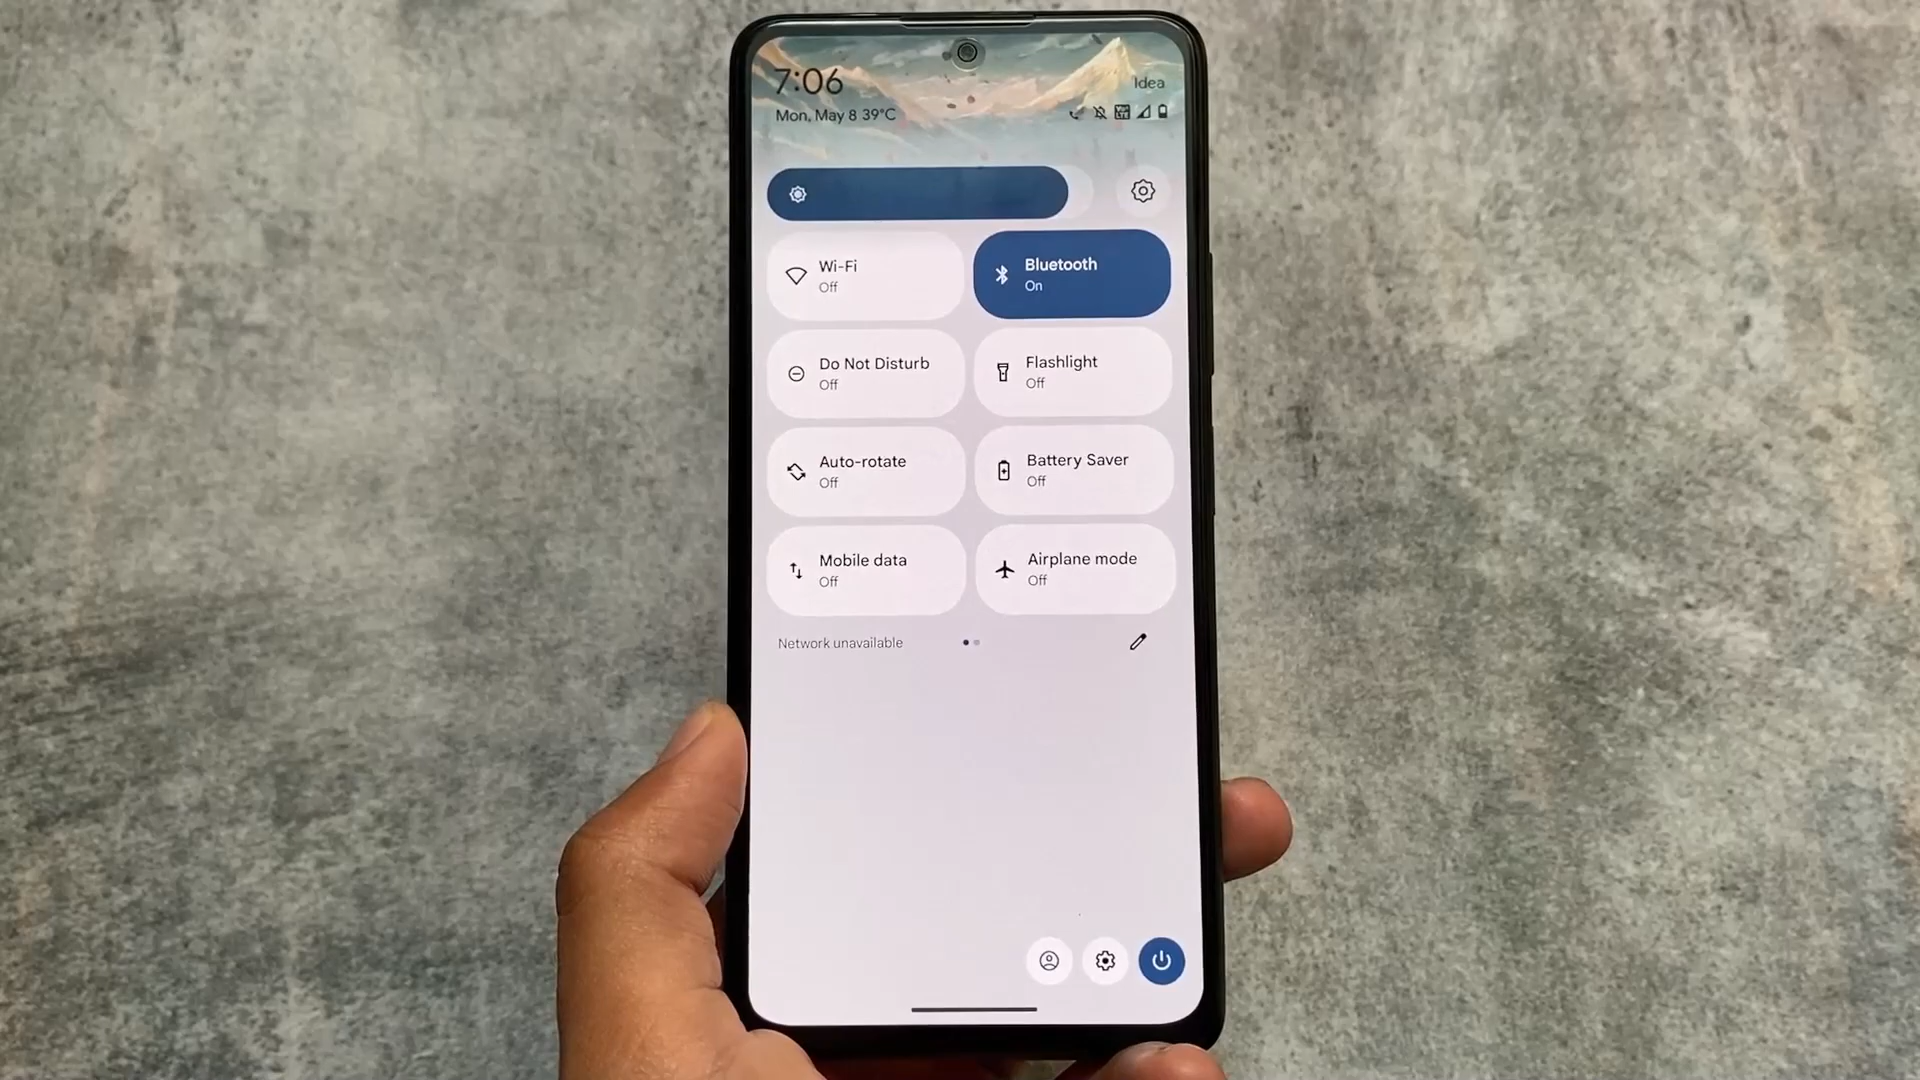 7:06
Idea
Mon, May 8 39°C
Wi-Fi
Off
Bluetooth
On
Do Not Disturb
Off
Flashlight
Off
Auto-rotate
Off
Battery Saver
Off
Mobile data
Off
Airplane mode
Off
Network unavailable